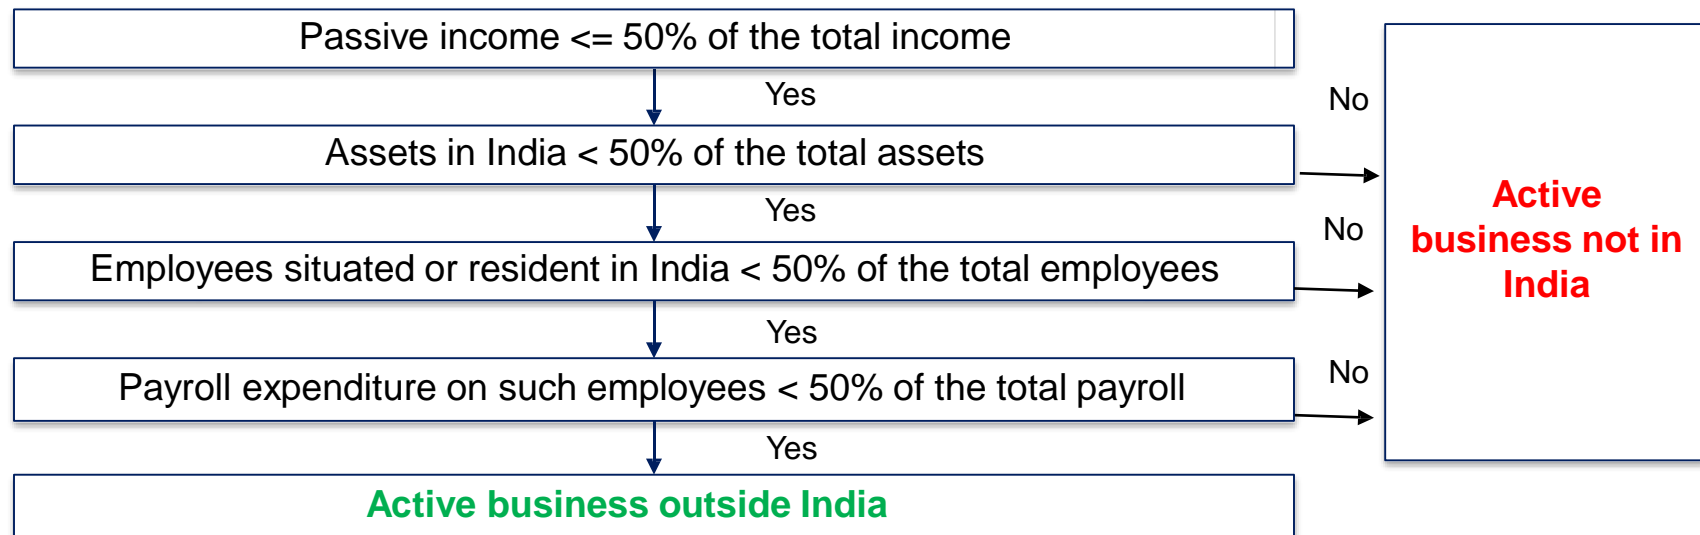 Passive income <= 50% of the total income
Yes
No
Assets in India < 50% of the total assets
Yes
No
Employees situated or resident in India < 50% of the total employees
Yes
No
Payroll expenditure on such employees < 50% of the total payroll
Yes
Active business outside India
Active
business not in
India